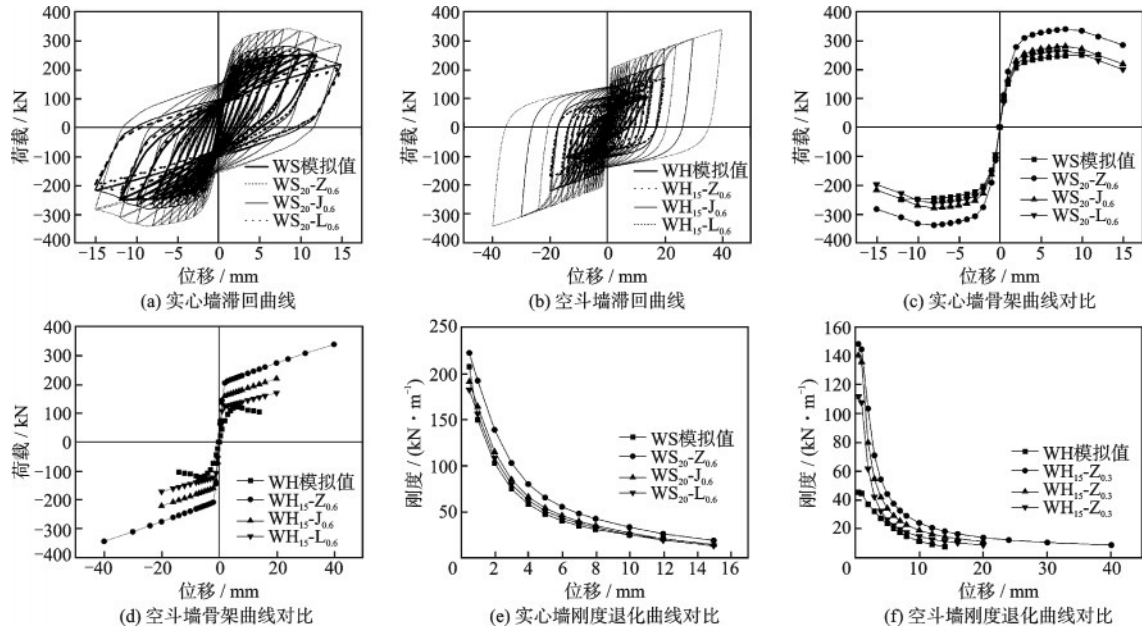 400
300
200
100
0
−100
−200
−300
−400
荷载 / kN
WS模拟值
WS₂₀-Z₀.₆
WS₂₀-J₀.₆
WS₂₀-L₀.₆
−15 −10 −5 0 5 10 15
位移 / mm
(a) 实心墙滞回曲线
400
300
200
100
0
−100
−200
−300
−400
荷载 / kN
WH模拟值
WH₁₅-Z₀.₆
WH₁₅-J₀.₆
WH₁₅-L₀.₆
−40 −20 0 20 40
位移 / mm
(b) 空斗墙滞回曲线
400
300
200
100
0
−100
−200
−300
−400
荷载 / kN
WS模拟值
WS₂₀-Z₀.₆
WS₂₀-J₀.₆
WS₂₀-L₀.₆
−15 −10 −5 0 5 10 15
位移 / mm
(c) 实心墙骨架曲线对比
400
300
200
100
0
100
200
300
400
荷载 / kN
WH模拟值
WH₁₅-Z₀.₆
WH₁₅-J₀.₆
WH₁₅-L₀.₆
−40 −20 0 20 40
位移 / mm
(d) 空斗墙骨架曲线对比
250
200
150
100
50
刚度 / (kN·m⁻¹)
WS模拟值
WS₂₀-Z₀.₆
WS₂₀-J₀.₆
WS₂₀-L₀.₆
0 2 4 6 8 10 12 14 16
位移 / mm
(e) 实心墙刚度退化曲线对比
160
140
120
100
80
60
40
20
刚度 / (kN·m⁻¹)
WH模拟值
WH₁₅-Z₀.₃
WH₁₅-Z₀.₃
WH₁₅-Z₀.₃
0 10 20 30 40
位移 / mm
(f) 空斗墙刚度退化曲线对比